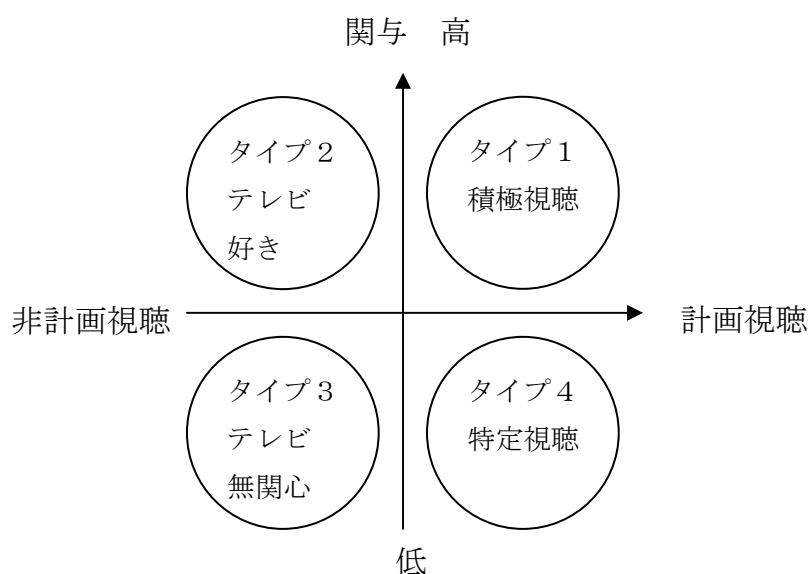 関与　高
タイプ２
テレビ
好き
タイプ１
積極視聴
非計画視聴
計画視聴
タイプ３
テレビ
無関心
タイプ４
特定視聴
低